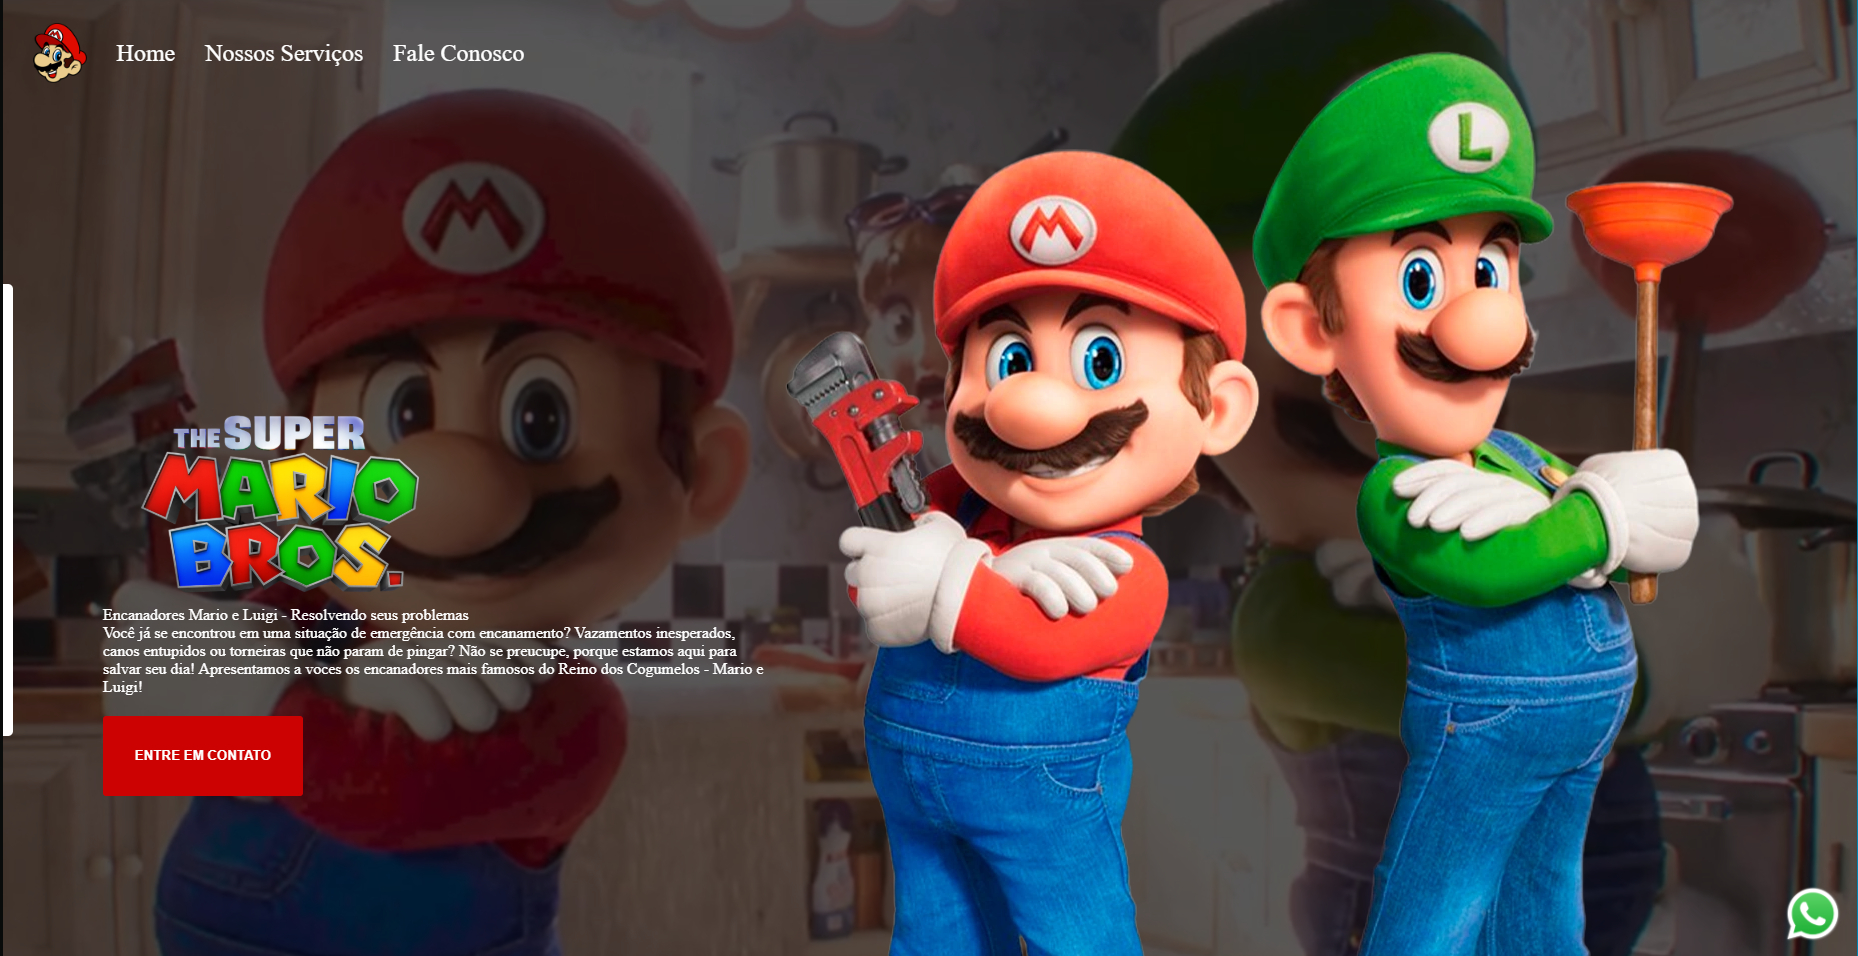 Home Nossos Serviços Fale Conosco
M
L
M
THE SUPER
MARIO
BROS.
Encanadores Mario e Luigi - Resolvendo seus problemas
Você já se encontrou em uma situação de emergência com encanamento? Vazamentos inesperados,
canos entupidos ou torneiras que não param de pingar? Não se preucupe, porque estamos aqui para
salvar seu dia! Apresentamos a voces os encanadores mais famosos do Reino dos Cogumelos - Mario e
Luigi!
ENTRE EM CONTATO